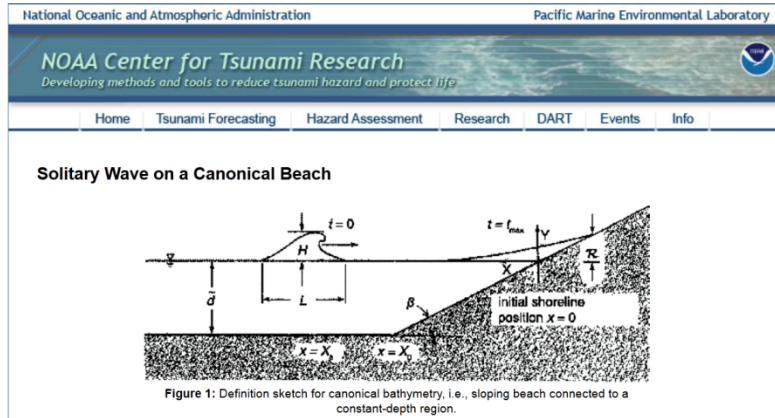 National Oceanic and Atmospheric Administration Pacific Marine Environmental Laboratory
NOAA Center for Tsunami Research
Developing methods and tools to reduce tsunami hazard and protect life
Home Tsunami Forecasting Hazard Assessment Research DART Events Info
Solitary Wave on a Canonical Beach
t=0 t=tmax Y
H R
X
d̃ L β initial shoreline
position x=0
x=X x=X₀
Figure 1: Definition sketch for canonical bathymetry, i.e., sloping beach connected to a
constant-depth region.